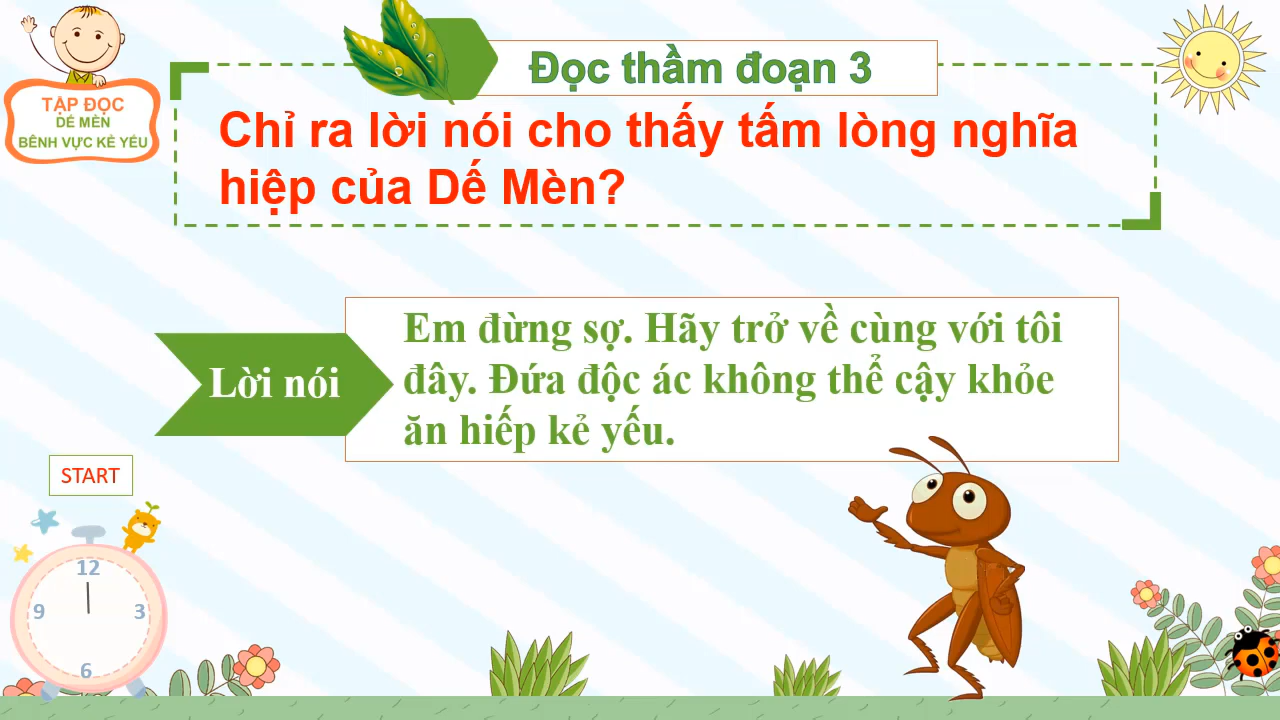 Đọc thầm đoạn 3
TẬP ĐỌC
DẾ MÈN
BÊNH VỰC KẺ YẾU
Chỉ ra lời nói cho thấy tấm lòng nghĩa
hiệp của Dế Mèn?
Lời nói
Em đừng sợ. Hãy trở về cùng với tôi
đây. Đứa độc ác không thể cậy khỏe
ăn hiếp kẻ yếu.
START
12
9
3
6